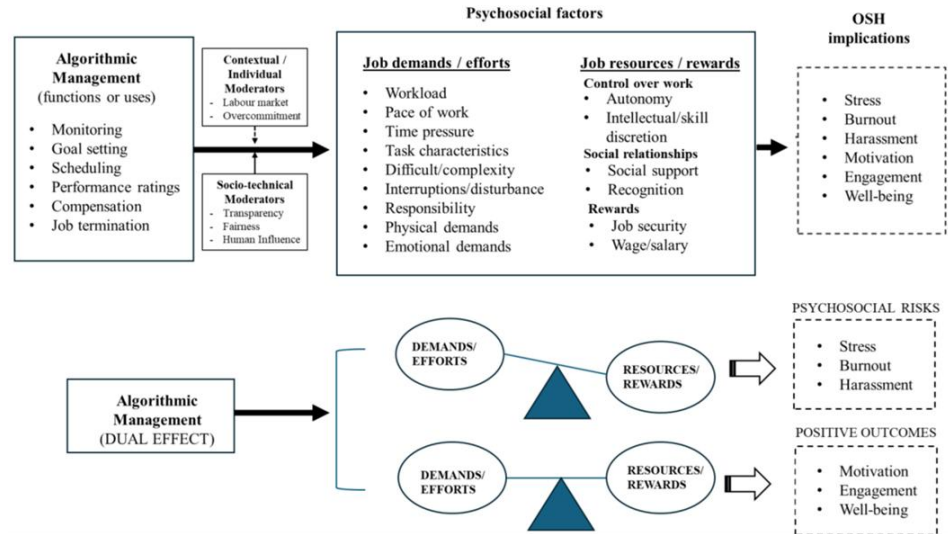 Psychosocial factors
OSH
implications
Algorithmic
Management
(functions or uses)
• Monitoring
• Goal setting
• Scheduling
• Performance ratings
• Compensation
• Job termination
Contextual /
Individual
Moderators
- Labour market
- Overcommitment
Socio-technical
Moderators
- Transparency
- Fairness
- Human Influence
Job demands / efforts
• Workload
• Pace of work
• Time pressure
• Task characteristics
• Difficult/complexity
• Interruptions/disturbance
• Responsibility
• Physical demands
• Emotional demands
Job resources / rewards
Control over work
• Autonomy
• Intellectual/skill
discretion
Social relationships
• Social support
• Recognition
Rewards
• Job security
• Wage/salary
• Stress
• Burnout
• Harassment
• Motivation
• Engagement
• Well-being
Algorithmic
Management
(DUAL EFFECT)
DEMANDS/
EFFORTS
RESOURCES/
REWARDS
PSYCHOSOCIAL RISKS
• Stress
• Burnout
• Harassment
DEMANDS/
EFFORTS
RESOURCES/
REWARDS
POSITIVE OUTCOMES
• Motivation
• Engagement
• Well-being